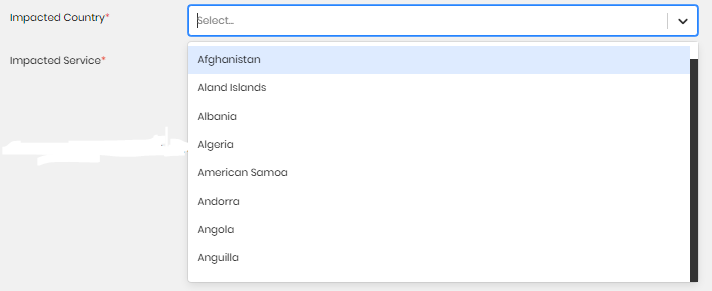 Impacted Country*
Select...
Impacted Service*
Afghanistan
Aland Islands
Albania
Algeria
American Samoa
Andorra
Angola
Anguilla